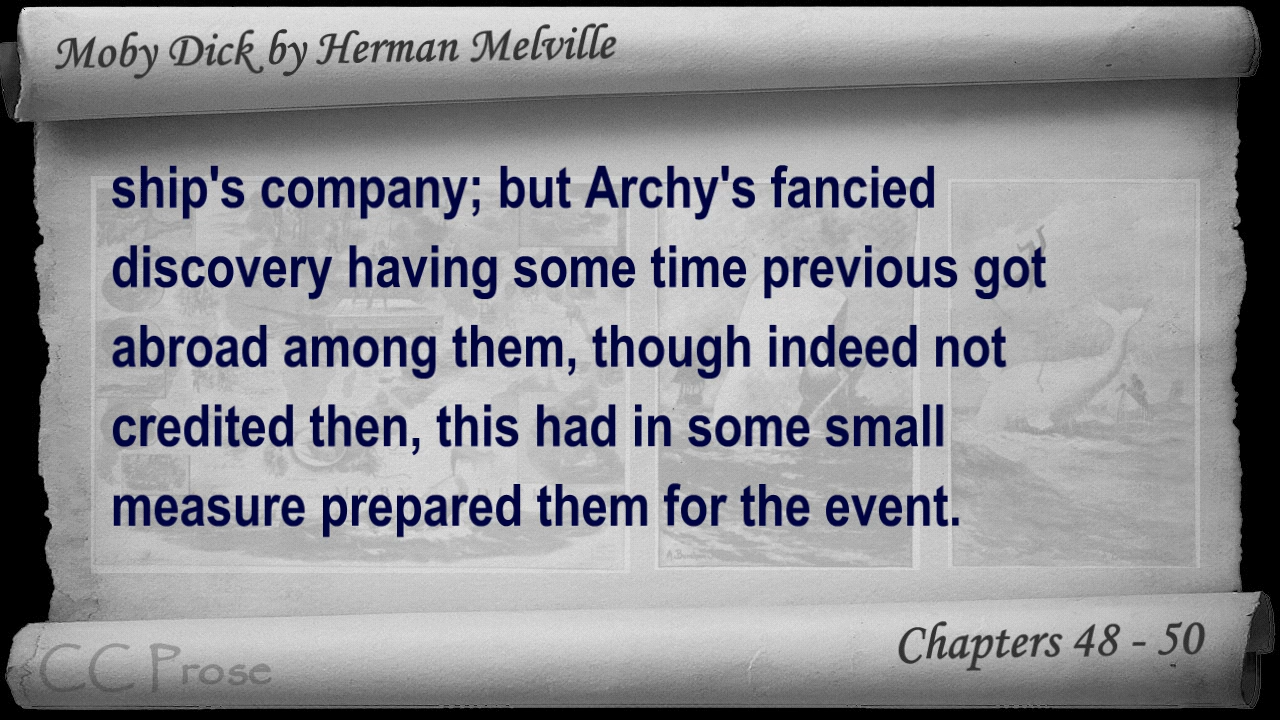 Moby Dick by Herman Melville
ship's company; but Archy's fancied
discovery having some time previous got
abroad among them, though indeed not
credited then, this had in some small
measure prepared them for the event.
Chapters 48 - 50
CC Prose